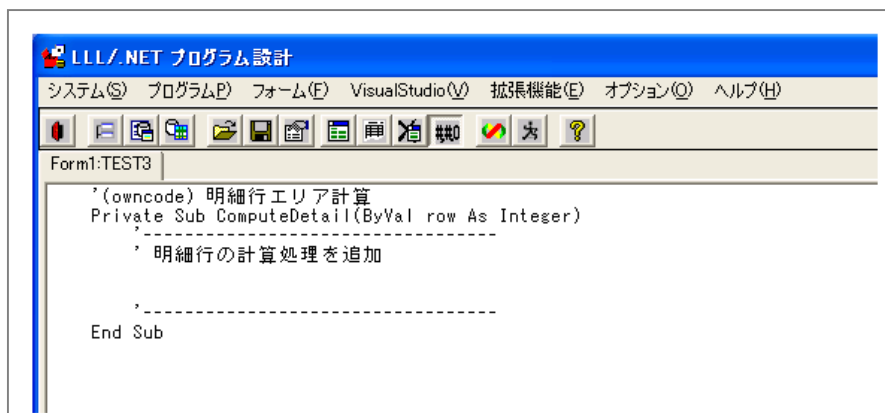 LLL/.NET プログラム設計
システム(S) プログラムP) フォーム(F) VisualStudio(V) 拡張機能(E) オプション(O) ヘルプ(H)
##0
?
Form1:TEST3
'(owncode) 明細行エリア計算
Private Sub ComputeDetail(ByVal row As Integer)
'----------------------------------
' 明細行の計算処理を追加
'----------------------------------
End Sub